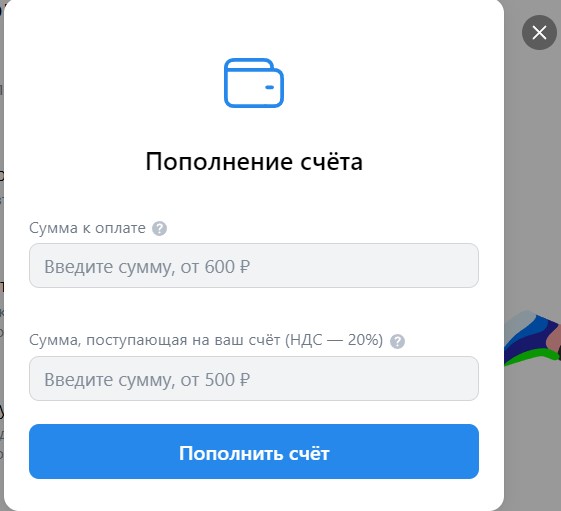 Пополнение счёта
Сумма к оплате ?
Введите сумму, от 600 ₽
Сумма, поступающая на ваш счёт (НДС — 20%) ?
Введите сумму, от 500 ₽
Пополнить счёт